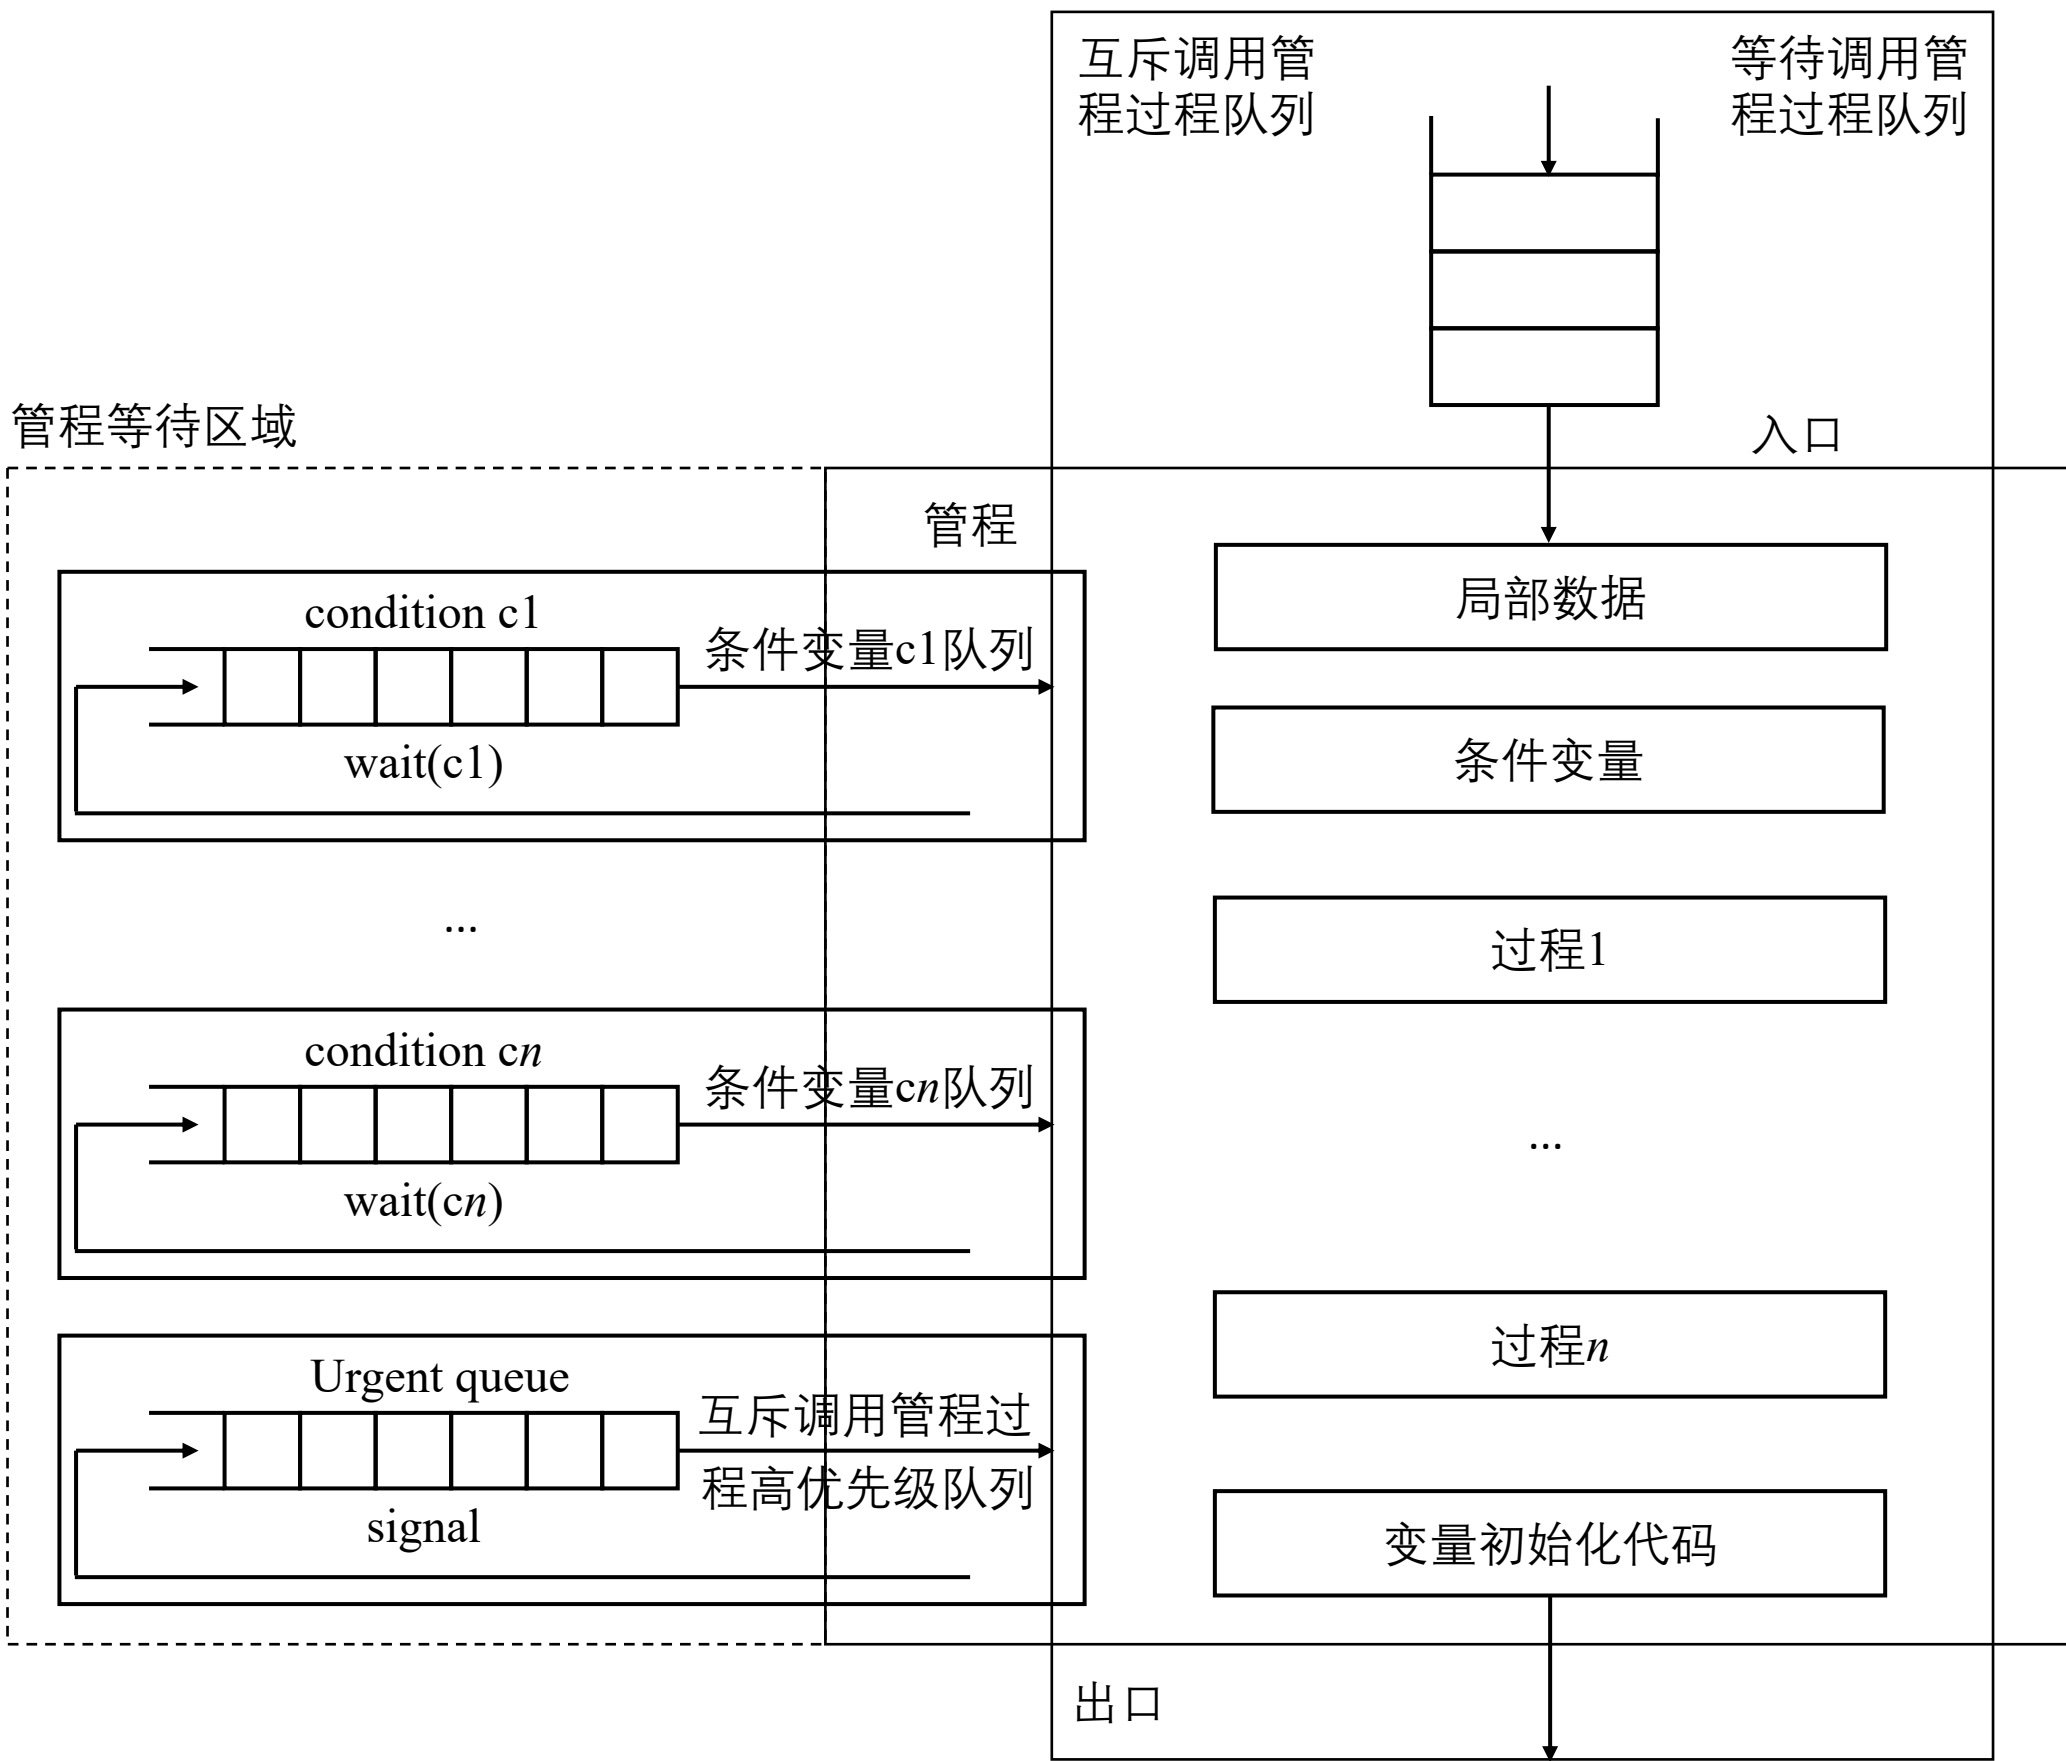 互斥调用管
程过程队列
等待调用管
程过程队列
入口
管程等待区域
管程
condition c1
条件变量c1队列
wait(c1)
...
condition cn
条件变量cn队列
wait(cn)
Urgent queue
互斥调用管程过
程高优先级队列
signal
局部数据
条件变量
过程1
...
过程n
变量初始化代码
出口